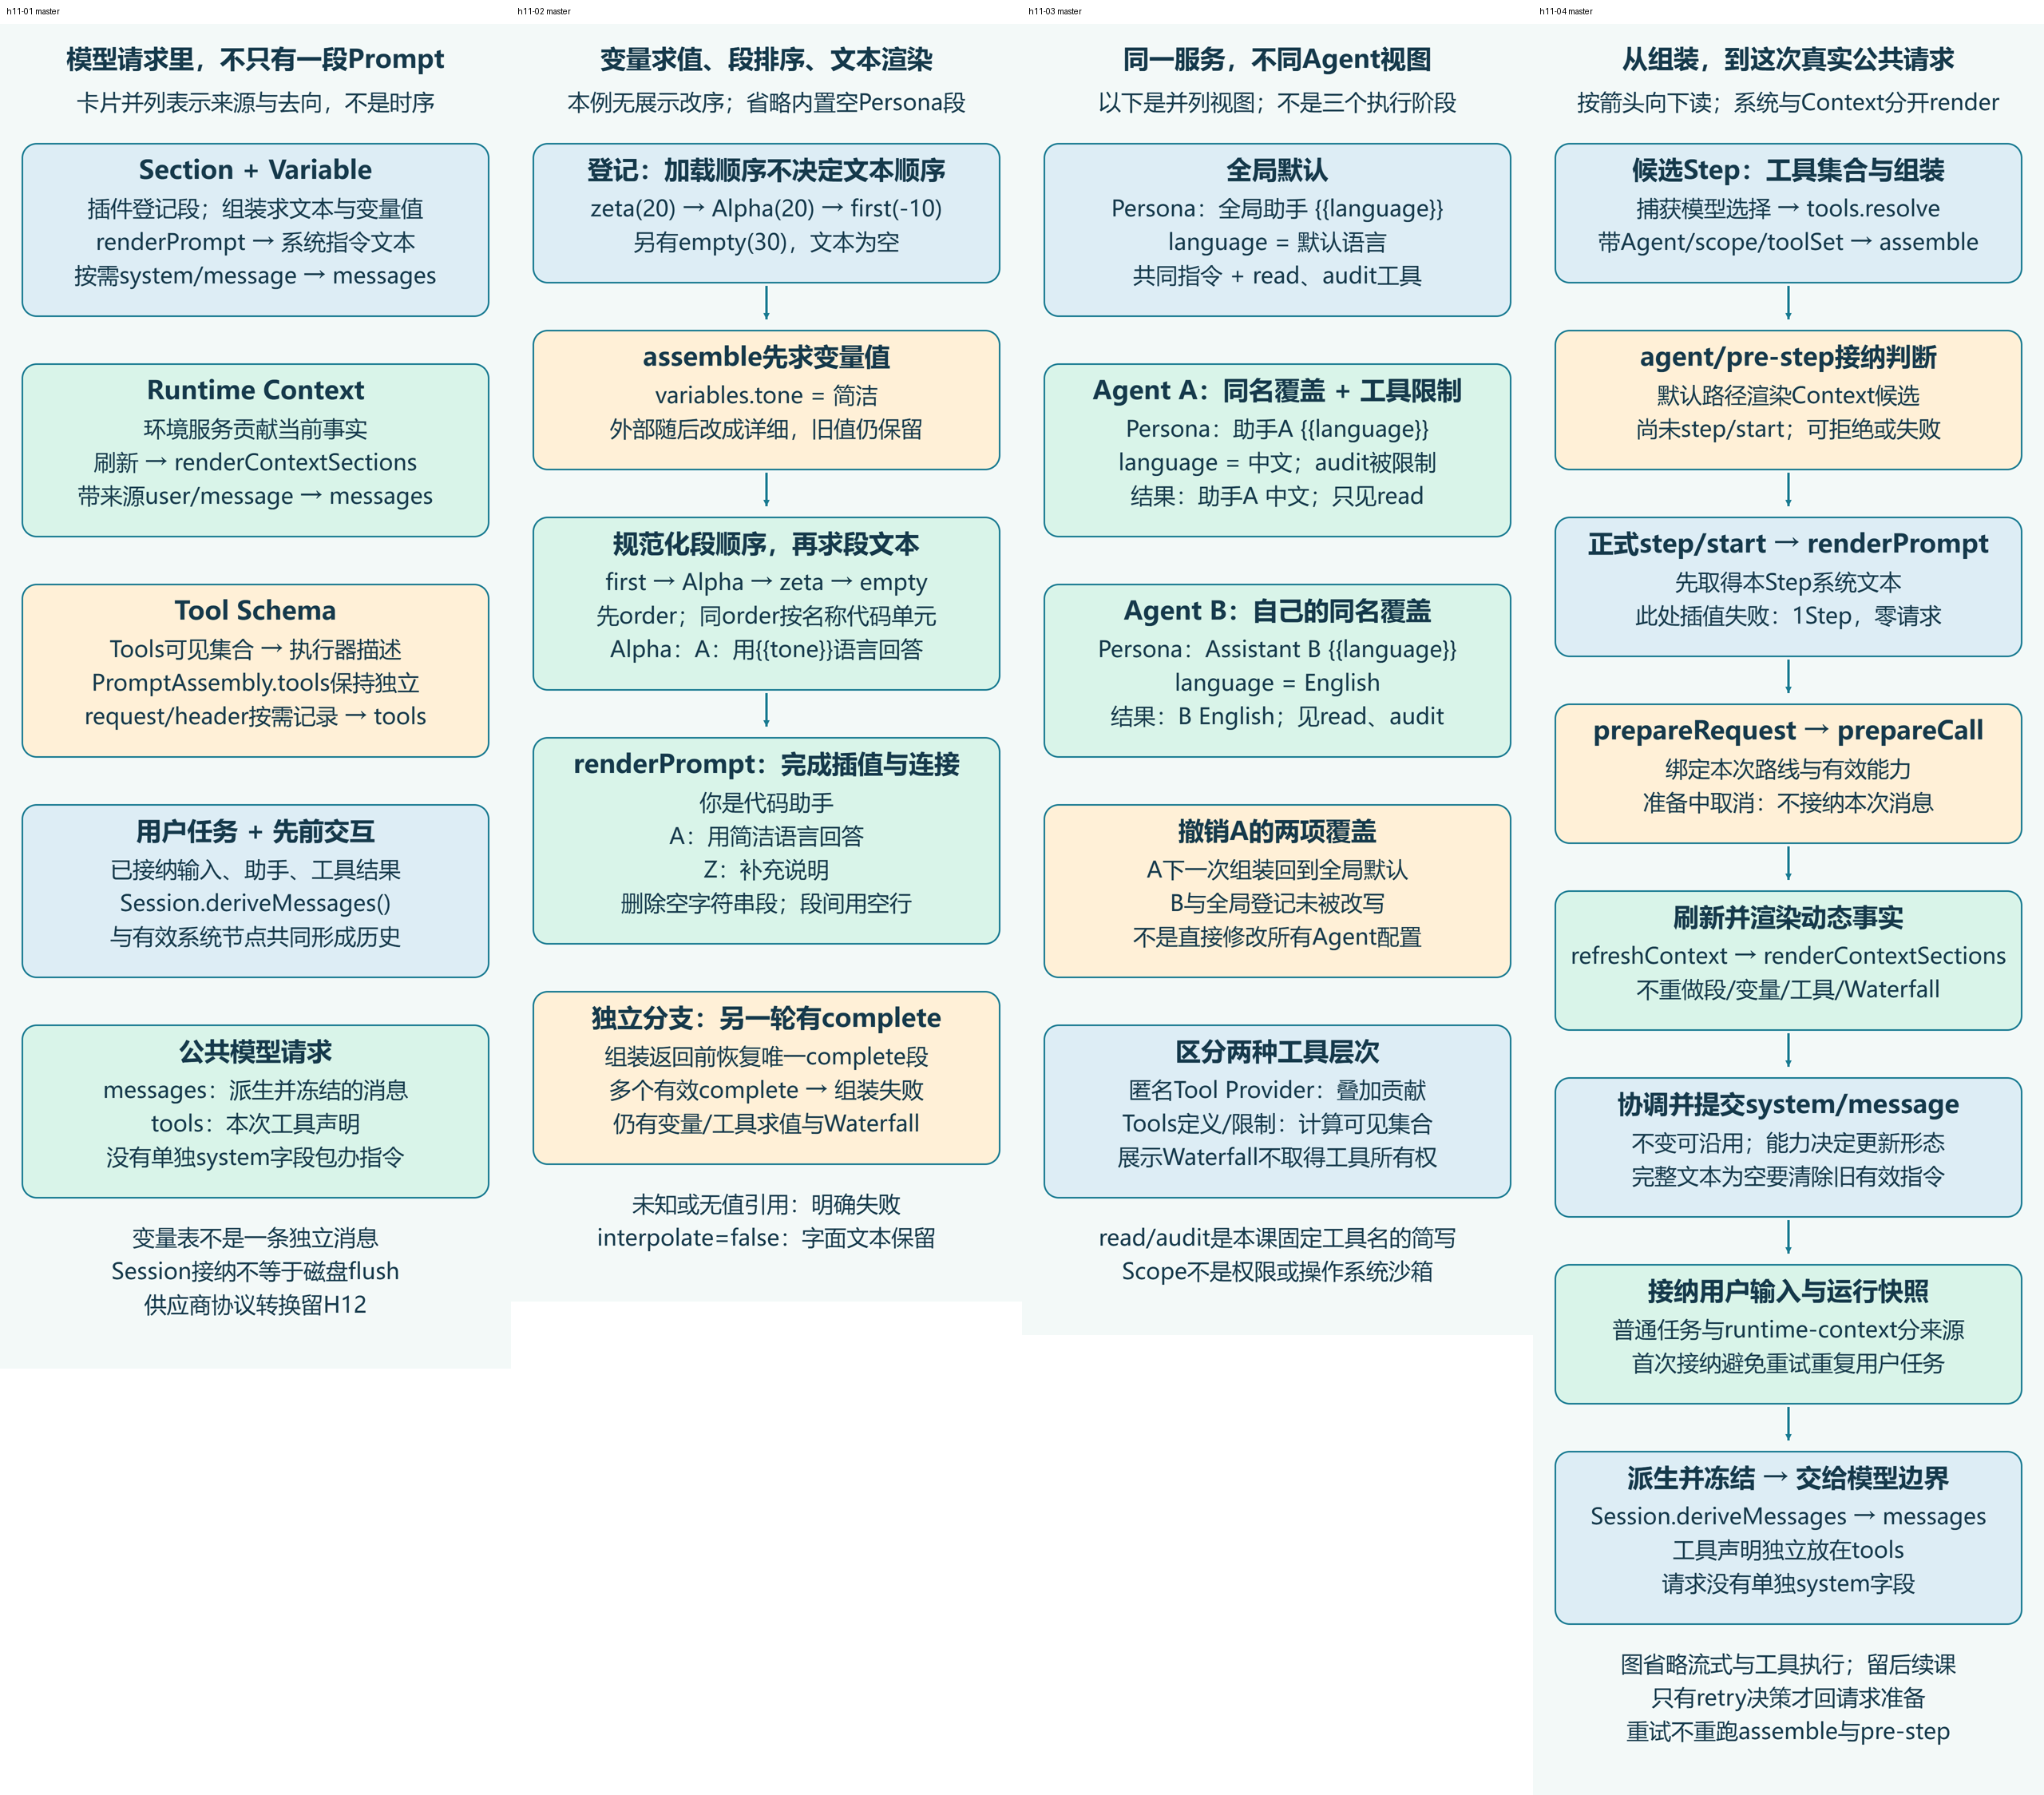 h11-01 master
模型请求里，不只有一段Prompt
卡片并列表示来源与去向，不是时序
Section + Variable
插件登记段；组装求文本与变量值
renderPrompt → 系统指令文本
按需system/message → messages
Runtime Context
环境服务贡献当前事实
刷新 → renderContextSections
带来源user/message → messages
Tool Schema
Tools可见集合 → 执行器描述
PromptAssembly.tools保持独立
request/header按需记录 → tools
用户任务 + 先前交互
已接纳输入、助手、工具结果
Session.deriveMessages()
与有效系统节点共同形成历史
公共模型请求
messages：派生并冻结的消息
tools：本次工具声明
没有单独system字段包办指令
变量表不是一条独立消息
Session接纳不等于磁盘flush
供应商协议转换留H12
h11-02 master
变量求值、段排序、文本渲染
本例无展示改序；省略内置空Persona段
登记：加载顺序不决定文本顺序
zeta(20) → Alpha(20) → first(-10)
另有empty(30)，文本为空
assemble先求变量值
variables.tone = 简洁
外部随后改成详细，旧值仍保留
规范化段顺序，再求段文本
first → Alpha → zeta → empty
先order；同order按名称代码单元
Alpha：A：用{{tone}}语言回答
renderPrompt：完成插值与连接
你是代码助手
A：用简洁语言回答
Z：补充说明
删除空字符串段；段间用空行
独立分支：另一轮有complete
组装返回前恢复唯一complete段
多个有效complete → 组装失败
仍有变量/工具求值与Waterfall
未知或无值引用：明确失败
interpolate=false：字面文本保留
h11-03 master
同一服务，不同Agent视图
以下是并列视图；不是三个执行阶段
全局默认
Persona：全局助手 {{language}}
language = 默认语言
共同指令 + read、audit工具
Agent A：同名覆盖 + 工具限制
Persona：助手A {{language}}
language = 中文；audit被限制
结果：助手A 中文；只见read
Agent B：自己的同名覆盖
Persona：Assistant B {{language}}
language = English
结果：B English；见read、audit
撤销A的两项覆盖
A下一次组装回到全局默认
B与全局登记未被改写
不是直接修改所有Agent配置
区分两种工具层次
匿名Tool Provider：叠加贡献
Tools定义/限制：计算可见集合
展示Waterfall不取得工具所有权
read/audit是本课固定工具名的简写
Scope不是权限或操作系统沙箱
h11-04 master
从组装，到这次真实公共请求
按箭头向下读；系统与Context分开render
候选Step：工具集合与组装
捕获模型选择 → tools.resolve
带Agent/scope/toolSet → assemble
agent/pre-step接纳判断
默认路径渲染Context候选
尚未step/start；可拒绝或失败
正式step/start → renderPrompt
先取得本Step系统文本
此处插值失败：1Step，零请求
prepareRequest → prepareCall
绑定本次路线与有效能力
准备中取消：不接纳本次消息
刷新并渲染动态事实
refreshContext → renderContextSections
不重做段/变量/工具/Waterfall
协调并提交system/message
不变可沿用；能力决定更新形态
完整文本为空要清除旧有效指令
接纳用户输入与运行快照
普通任务与runtime-context分来源
首次接纳避免重试重复用户任务
派生并冻结 → 交给模型边界
Session.deriveMessages → messages
工具声明独立放在tools
请求没有单独system字段
图省略流式与工具执行；留后续课
只有retry决策才回请求准备
重试不重跑assemble与pre-step